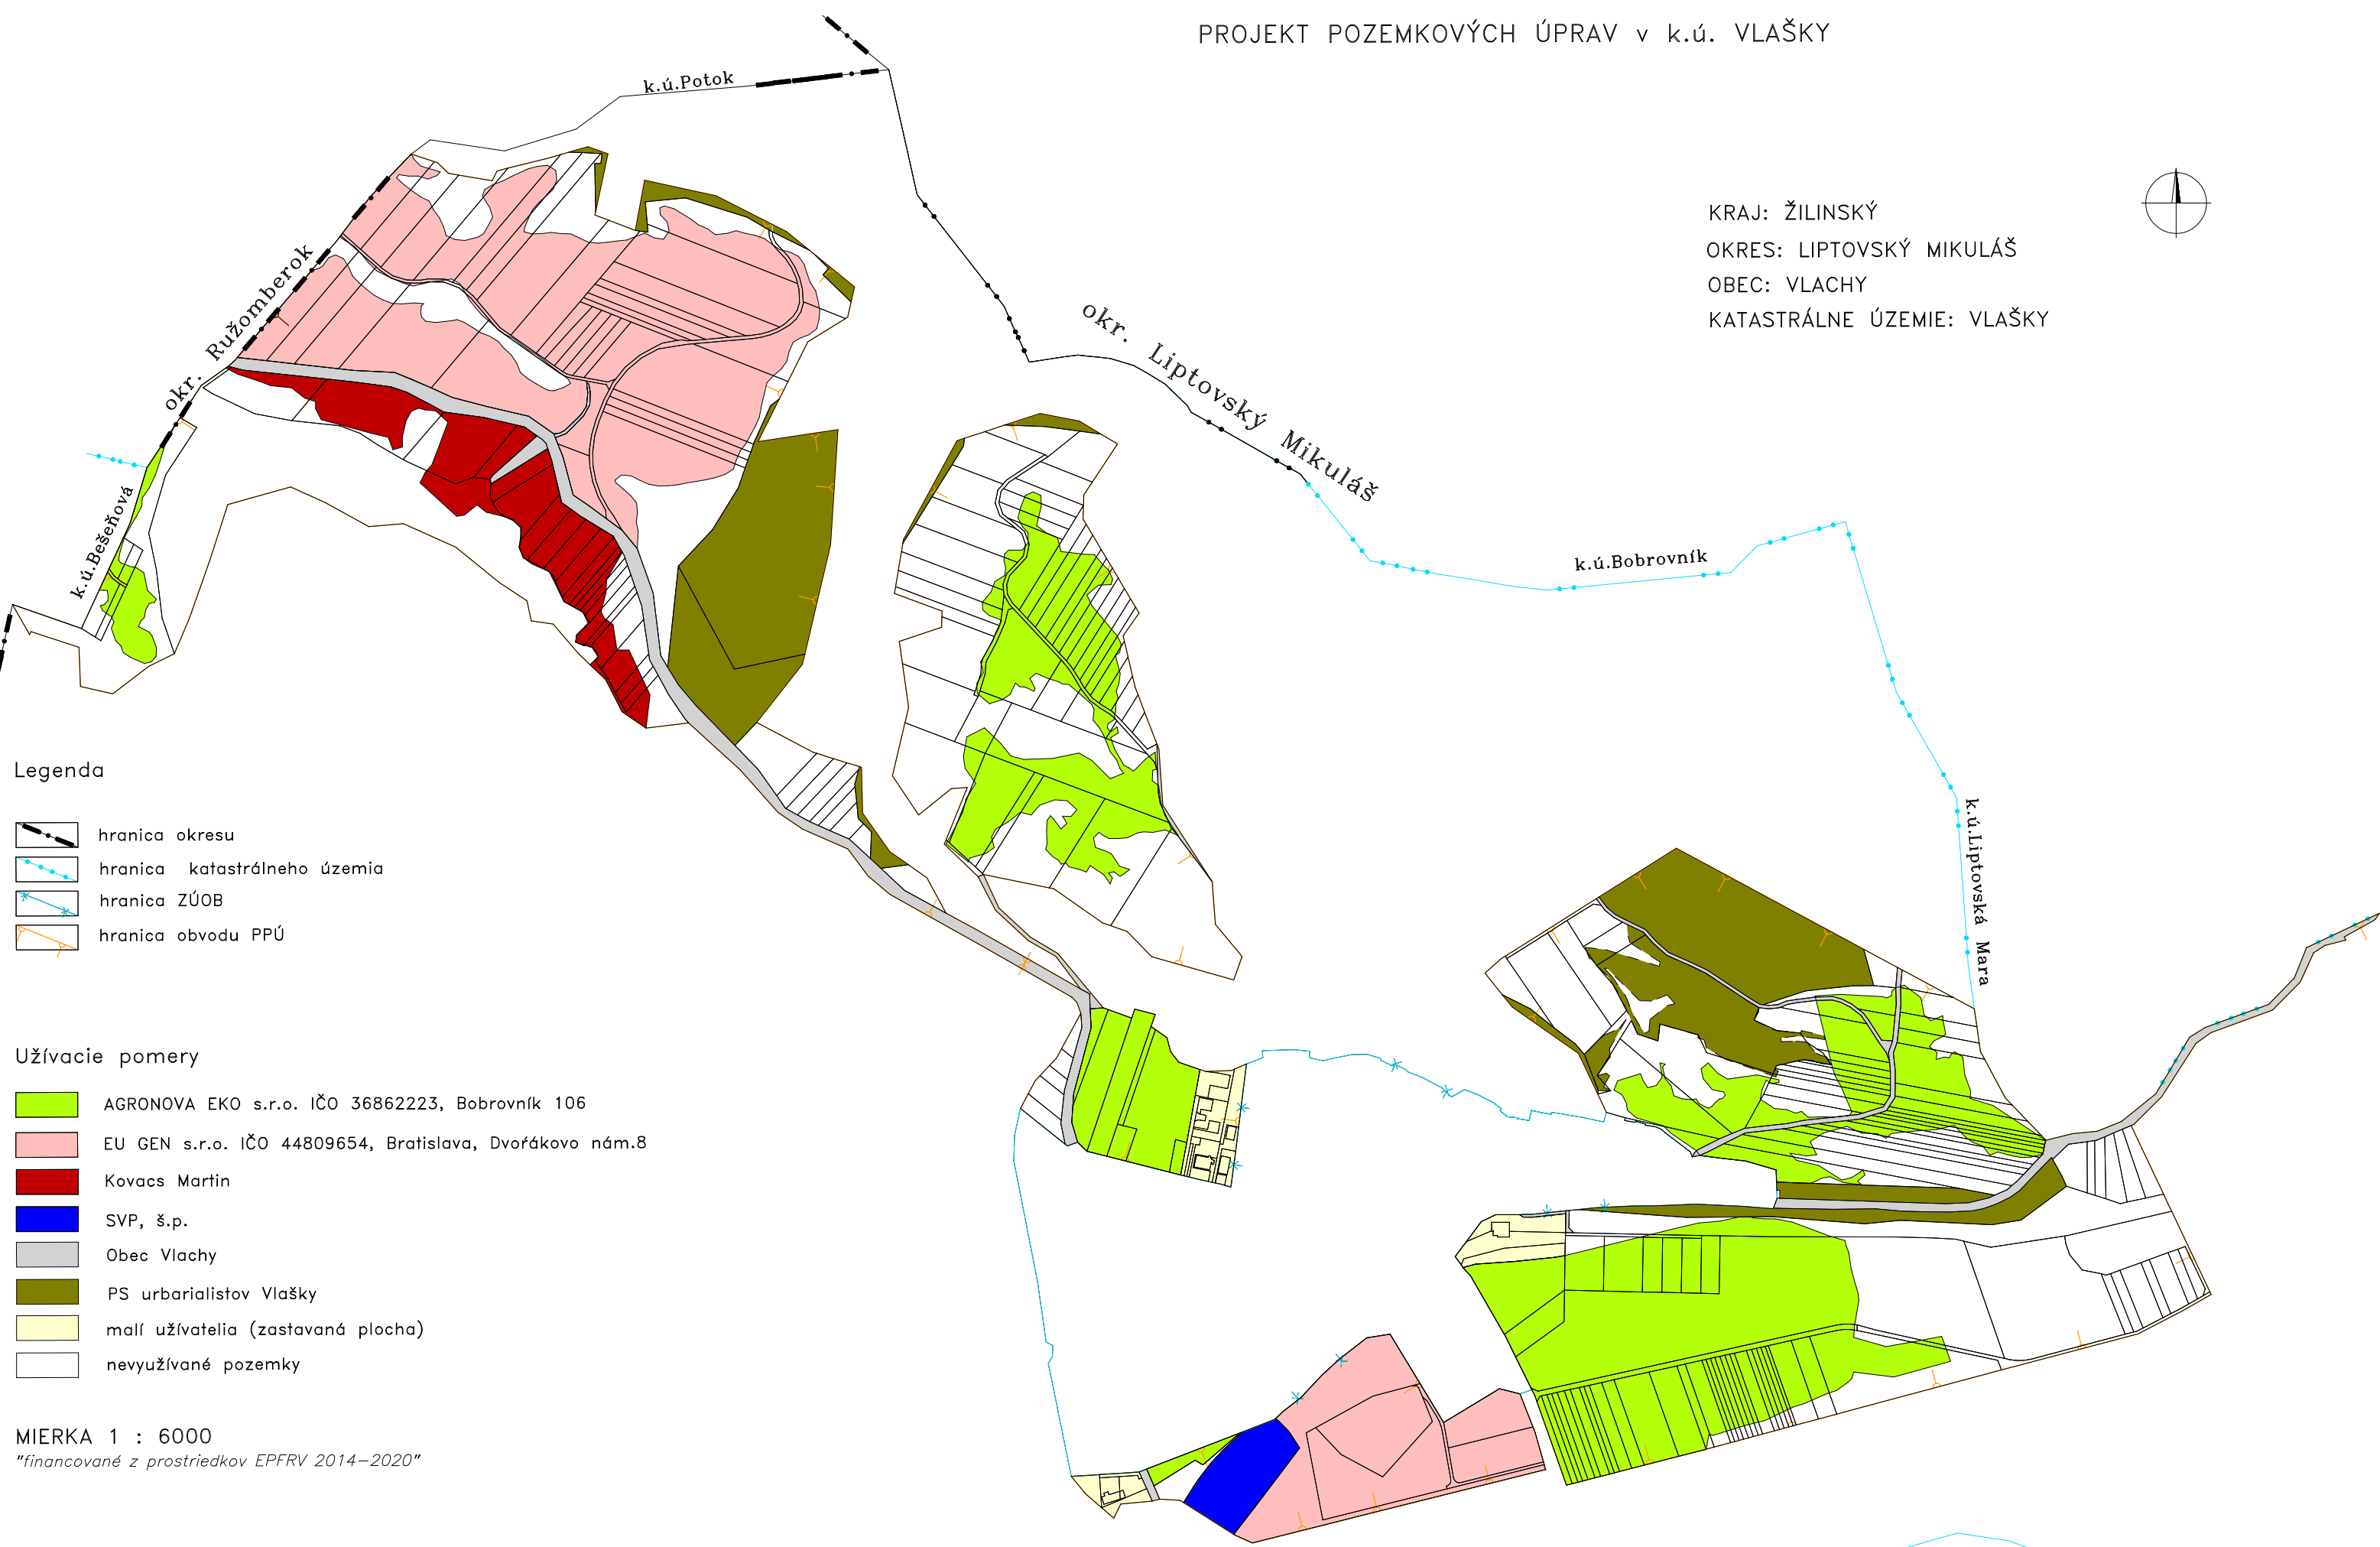 PROJEKT POZEMKOVÝCH ÚPRAV v k.ú. VLAŠKY
KRAJ: ŽILINSKÝ
OKRES: LIPTOVSKÝ MIKULÁŠ
OBEC: VLACHY
KATASTRÁLNE ÚZEMIE: VLAŠKY
k.ú.Potok
okr. Ružomberok
okr. Liptovský Mikuláš
k.ú.Bešeňová
k.ú.Bobrovník
k.ú.Liptovská Mara
Legenda
hranica okresu
hranica katastrálneho územia
hranica ZÚOB
hranica obvodu PPÚ
Užívacie pomery
AGRONOVA EKO s.r.o. IČO 36862223, Bobrovník 106
EU GEN s.r.o. IČO 44809654, Bratislava, Dvořákovo nám.8
Kovacs Martin
SVP, š.p.
Obec Vlachy
PS urbarialistov Vlašky
malí užívatelia (zastavaná plocha)
nevyužívané pozemky
MIERKA 1 : 6000
"financované z prostriedkov EPFRV 2014–2020"